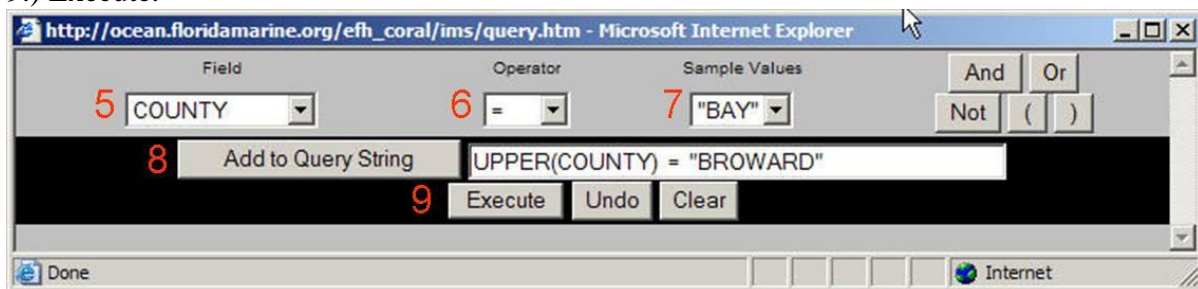 9.) Execute.
http://ocean.floridamarine.org/efh_coral/ims/query.htm - Microsoft Internet Explorer
Field Operator Sample Values And Or
5 COUNTY 6 = 7 "BAY" Not ( )
8 Add to Query String UPPER(COUNTY) = "BROWARD"
9 Execute Undo Clear
Done Internet